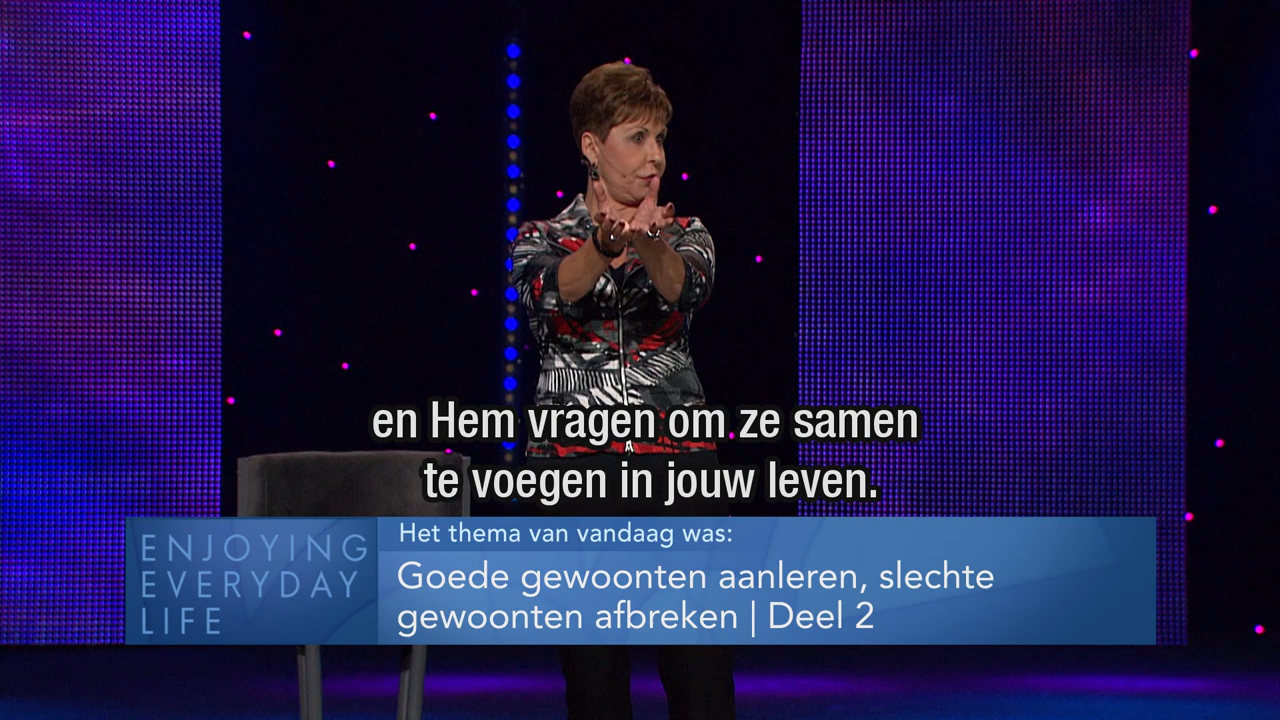 en Hem vragen om ze samen
te voegen in jouw leven.
ENJOYING
EVERYDAY
LIFE
Het thema van vandaag was:
Goede gewoonten aanleren, slechte
gewoonten afbreken | Deel 2